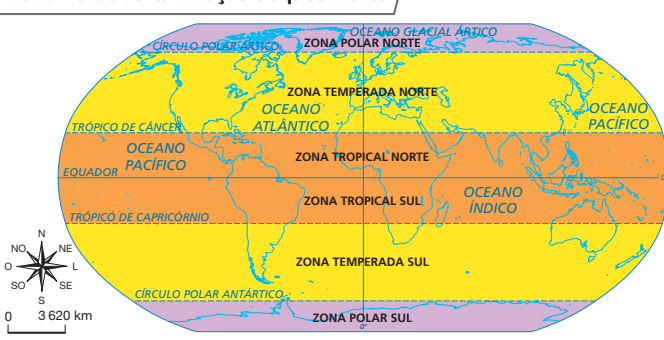 OCEANO GLACIAL ÁRTICO
CÍRCULO POLAR ÁRTICO
ZONA POLAR NORTE
ZONA TEMPERADA NORTE
OCEANO
ATLÂNTICO
OCEANO
PACÍFICO
TRÓPICO DE CÂNCER
OCEANO
PACÍFICO
ZONA TROPICAL NORTE
EQUADOR
OCEANO
ÍNDICO
ZONA TROPICAL SUL
TRÓPICO DE CAPRICÓRNIO
ZONA TEMPERADA SUL
N
NO
NE
O
L
SO
SE
S
CÍRCULO POLAR ANTÁRTICO
ZONA POLAR SUL
0°
0 3 620 km